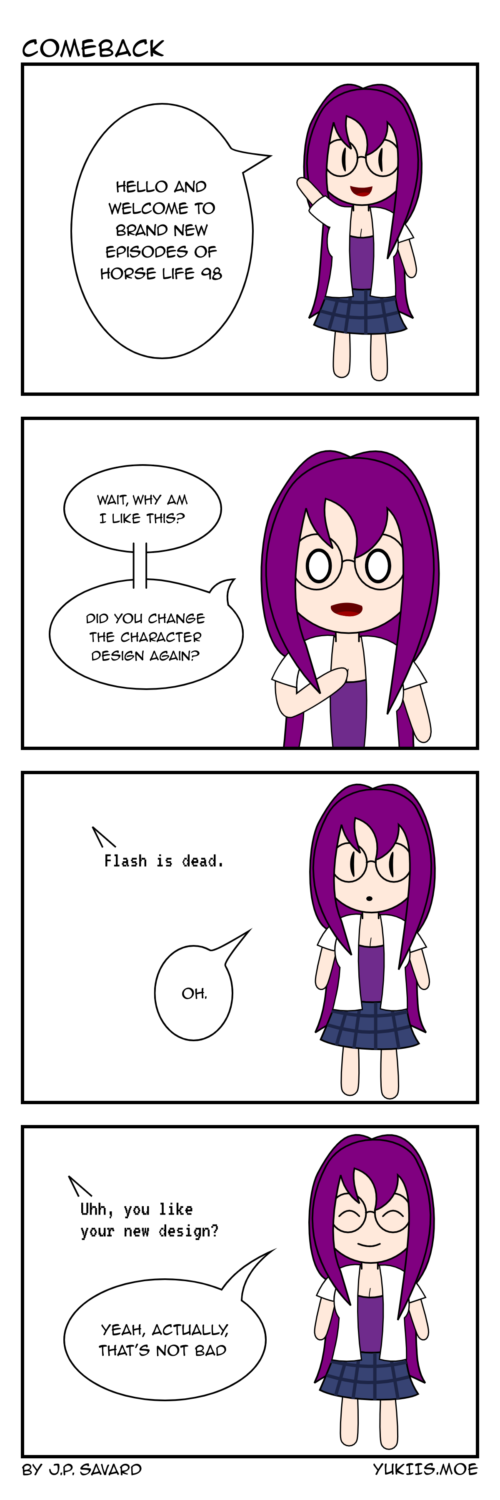 COMEBACK
HELLO AND
WELCOME TO
BRAND NEW
EPISODES OF
HORSE LIFE 98
WAIT, WHY AM
I LIKE THIS?
DID YOU CHANGE
THE CHARACTER
DESIGN AGAIN?
Flash is dead.
OH.
Uhh, you like
your new design?
YEAH, ACTUALLY,
THAT'S NOT BAD
BY J.P. SAVARD
YUKIIS.MOE